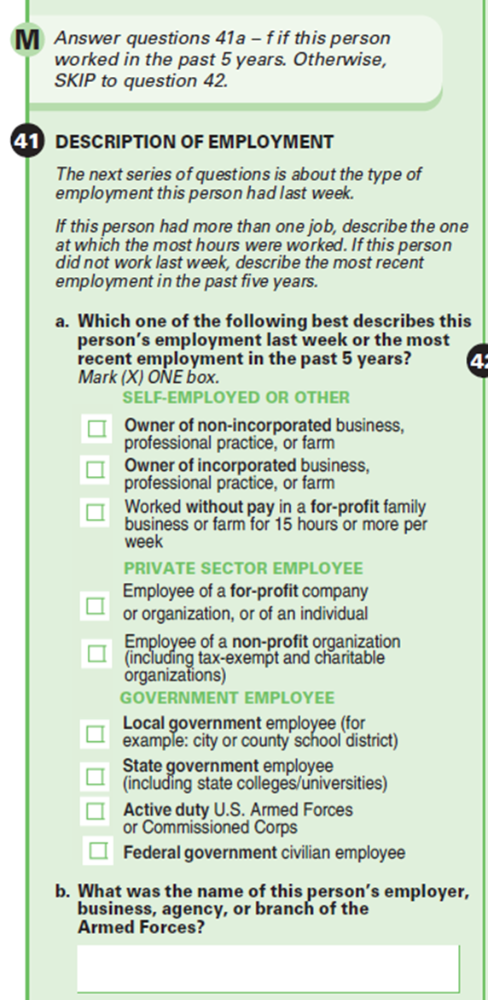 M Answer questions 41a – f if this person
worked in the past 5 years. Otherwise,
SKIP to question 42.
41 DESCRIPTION OF EMPLOYMENT
The next series of questions is about the type of
employment this person had last week.
If this person had more than one job, describe the one
at which the most hours were worked. If this person
did not work last week, describe the most recent
employment in the past five years.
a. Which one of the following best describes this
person's employment last week or the most
recent employment in the past 5 years?
Mark (X) ONE box.
SELF-EMPLOYED OR OTHER
Owner of non-incorporated business,
professional practice, or farm
Owner of incorporated business,
professional practice, or farm
Worked without pay in a for-profit family
business or farm for 15 hours or more per
week
PRIVATE SECTOR EMPLOYEE
Employee of a for-profit company
or organization, or of an individual
Employee of a non-profit organization
(including tax-exempt and charitable
organizations)
GOVERNMENT EMPLOYEE
Local government employee (for
example: city or county school district)
State government employee
(including state colleges/universities)
Active duty U.S. Armed Forces
or Commissioned Corps
Federal government civilian employee
b. What was the name of this person's employer,
business, agency, or branch of the
Armed Forces?